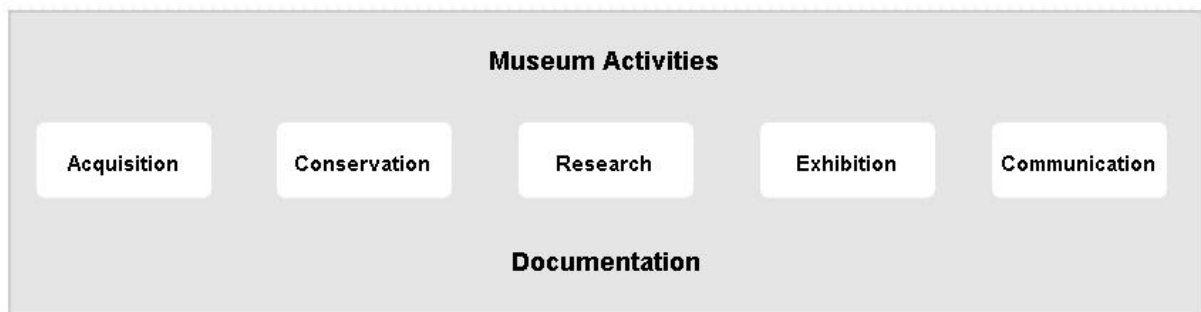 Museum Activities
Acquisition
Conservation
Research
Exhibition
Communication
Documentation